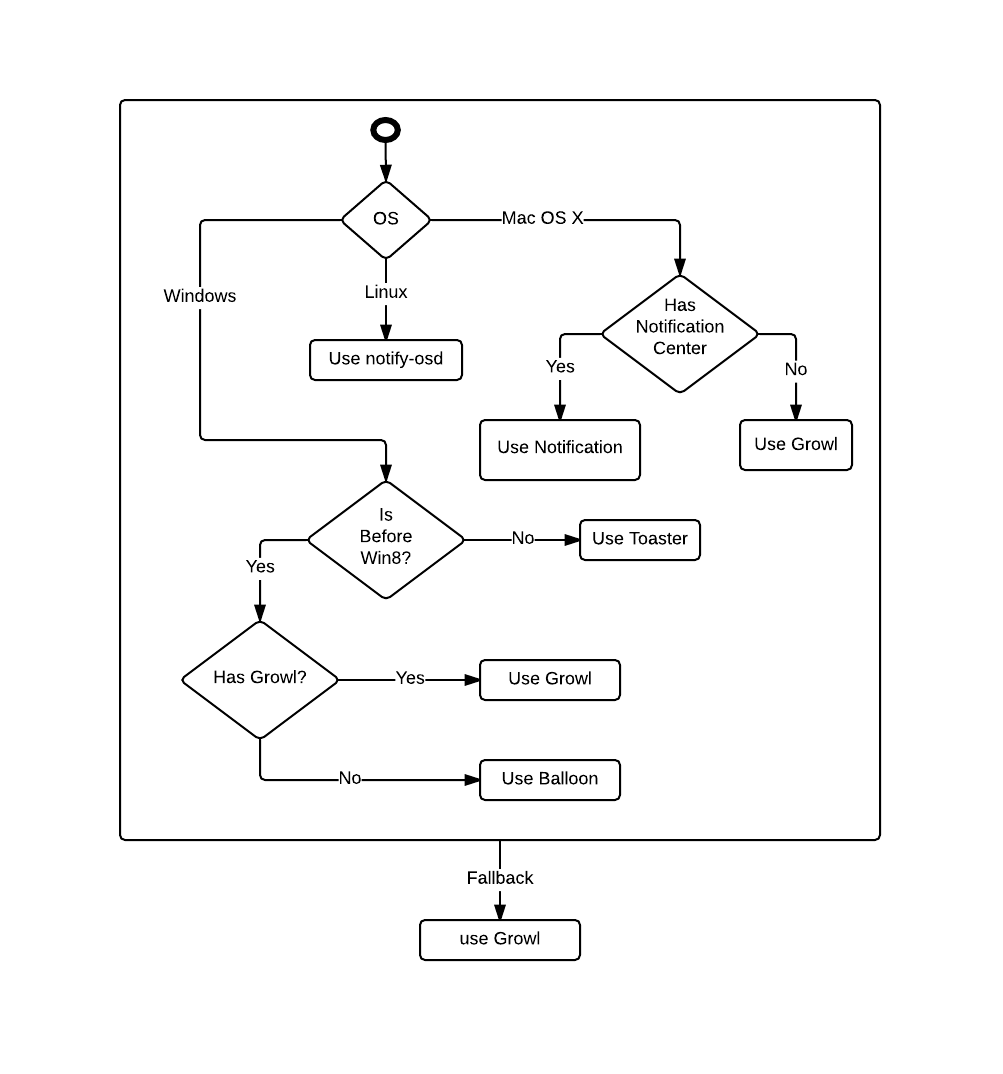 OS
Mac OS X
Windows
Linux
Has
Notification
Center
Use notify-osd
Yes
No
Use Notification
Use Growl
Is
Before
Win8?
No
Use Toaster
Yes
Has Growl?
Yes
Use Growl
No
Use Balloon
Fallback
use Growl